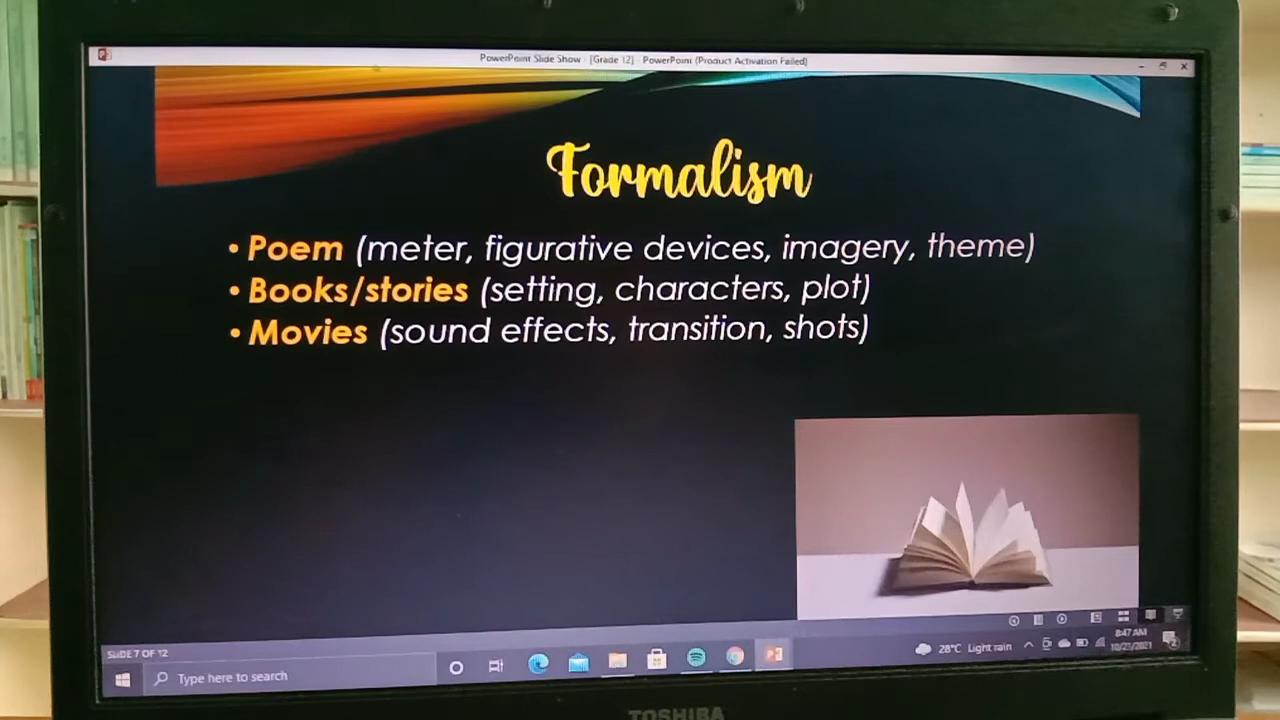 PowerPoint Slide Show - [Grade 12] - PowerPoint (Product Activation Failed)
Formalism
• Poem (meter, figurative devices, imagery, theme)
• Books/stories (setting, characters, plot)
• Movies (sound effects, transition, shots)
SLIDE 7 OF 12
Type here to search
28°C Light rain
8:47 AM
TOSHIBA